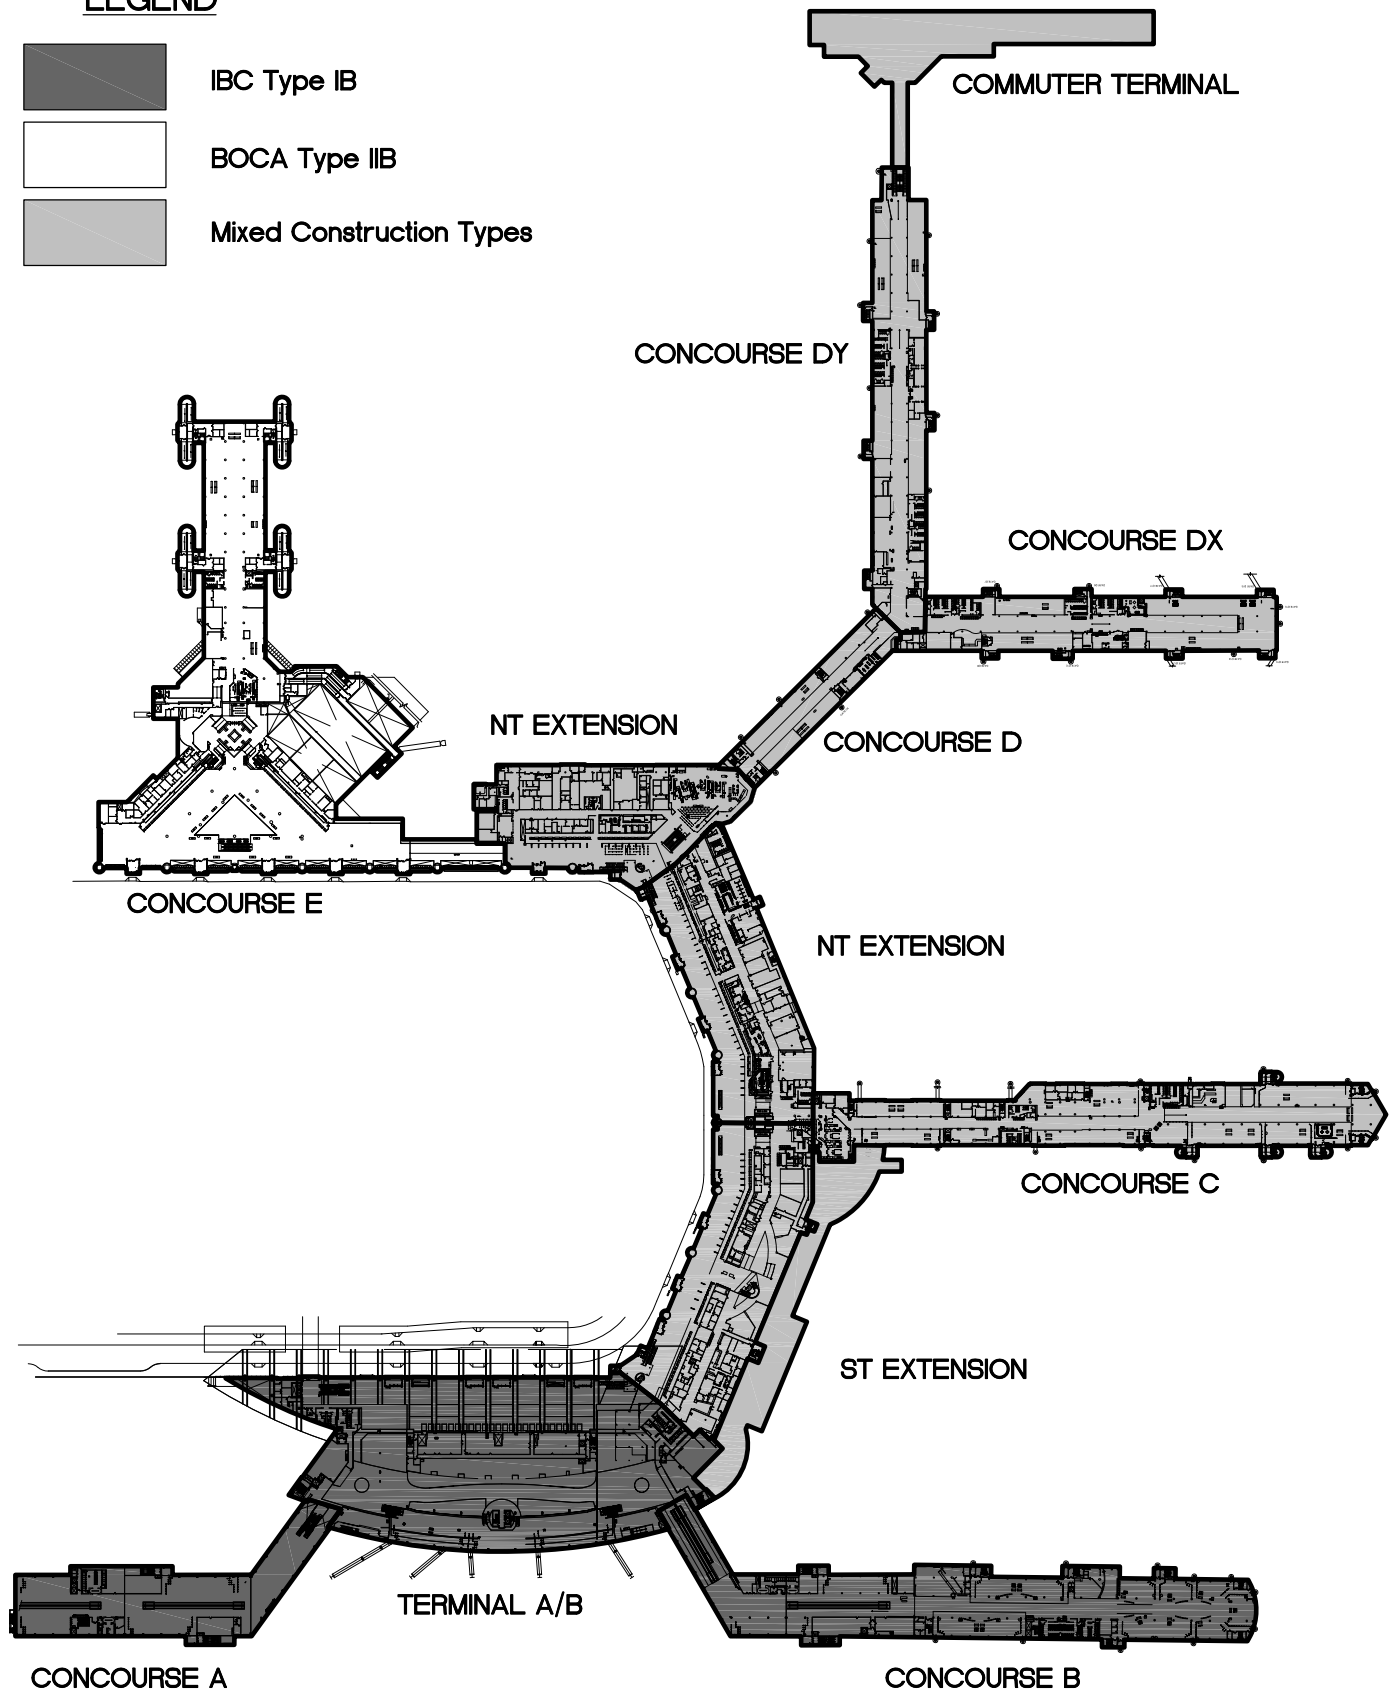 LEGEND
IBC Type IB
BOCA Type IIB
Mixed Construction Types
COMMUTER TERMINAL
CONCOURSE DY
CONCOURSE DX
NT EXTENSION
CONCOURSE D
CONCOURSE E
NT EXTENSION
CONCOURSE C
ST EXTENSION
TERMINAL A/B
CONCOURSE A
CONCOURSE B